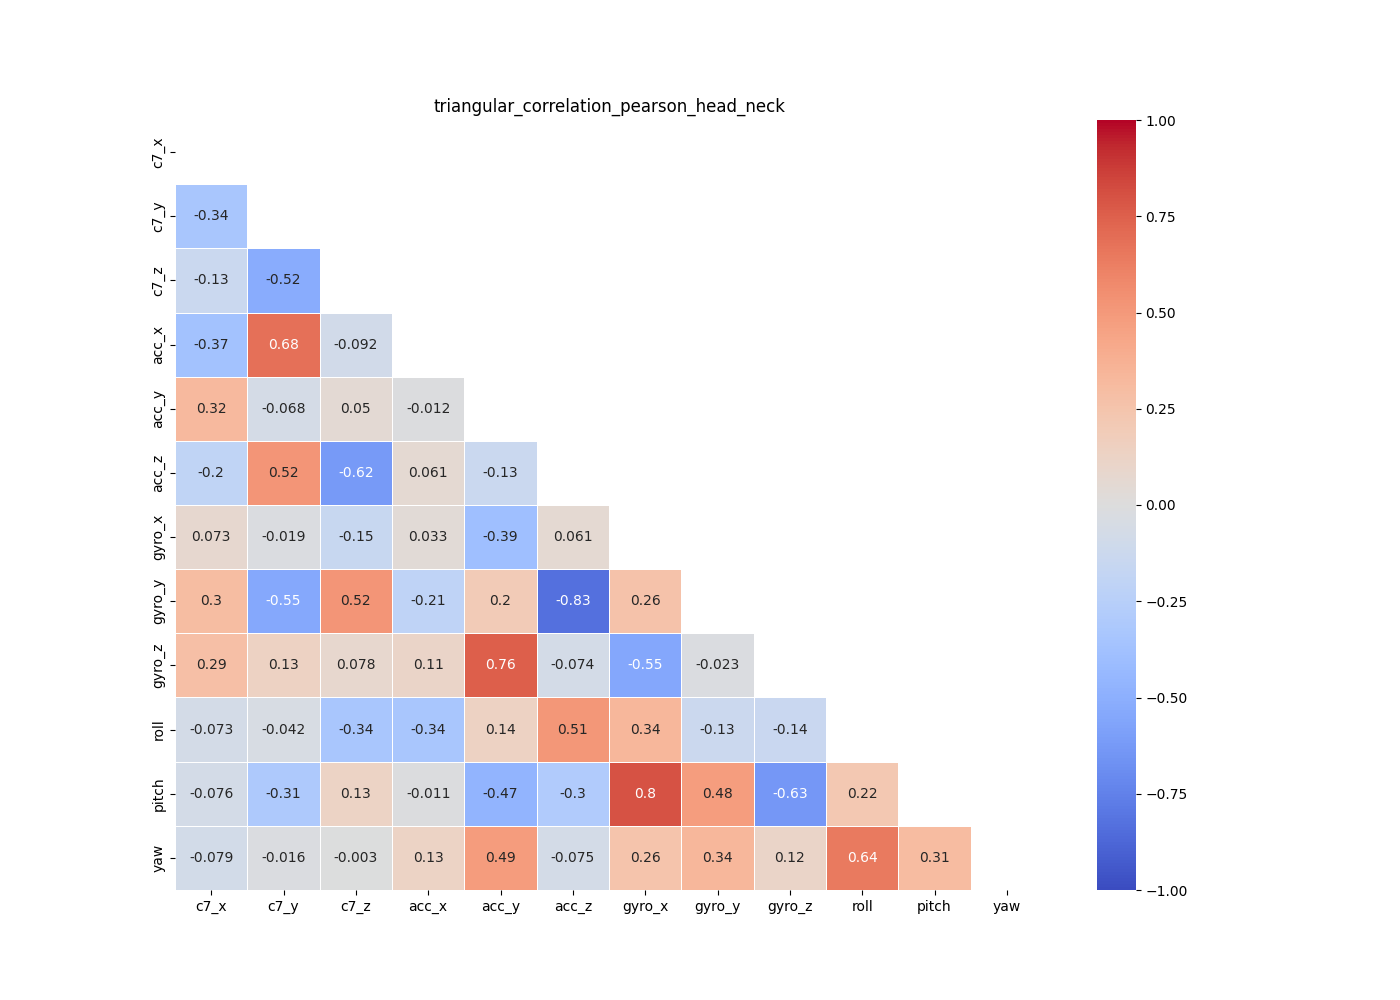 triangular_correlation_pearson_head_neck
c7_x
c7_y -0.34
c7_z -0.13 -0.52
acc_x -0.37 0.68 -0.092
acc_y 0.32 -0.068 0.05 -0.012
acc_z -0.2 0.52 -0.62 0.061 -0.13
gyro_x 0.073 -0.019 -0.15 0.033 -0.39 0.061
gyro_y 0.3 -0.55 0.52 -0.21 0.2 -0.83 0.26
gyro_z 0.29 0.13 0.078 0.11 0.76 -0.074 -0.55 -0.023
roll -0.073 -0.042 -0.34 -0.34 0.14 0.51 0.34 -0.13 -0.14
pitch -0.076 -0.31 0.13 -0.011 -0.47 -0.3 0.8 0.48 -0.63 0.22
yaw -0.079 -0.016 -0.003 0.13 0.49 -0.075 0.26 0.34 0.12 0.64 0.31
c7_x c7_y c7_z acc_x acc_y acc_z gyro_x gyro_y gyro_z roll pitch yaw
1.00
0.75
0.50
0.25
0.00
−0.25
−0.50
−0.75
−1.00